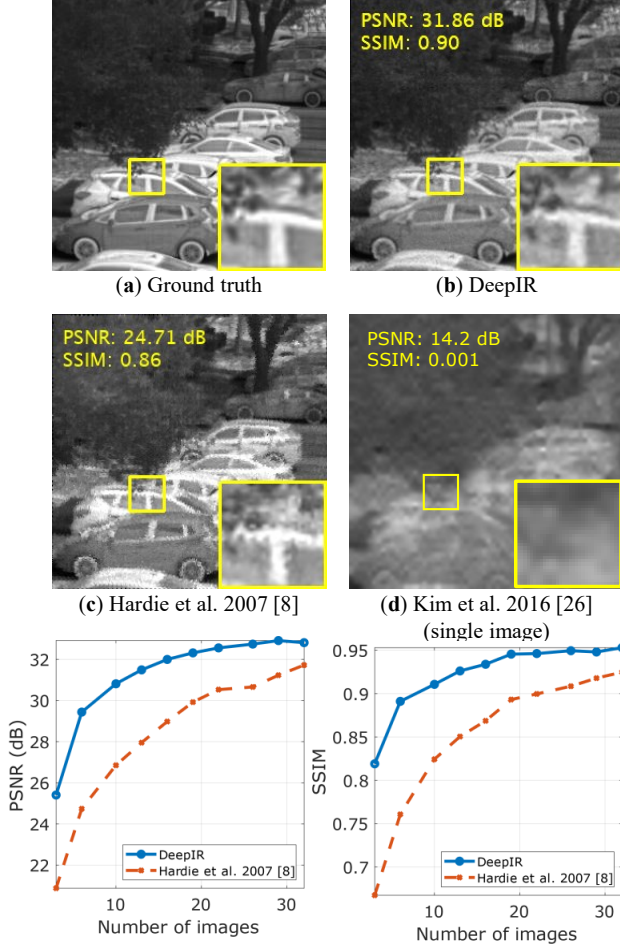 PSNR: 31.86 dB
SSIM: 0.90
(a) Ground truth
(b) DeepIR
PSNR: 24.71 dB
SSIM: 0.86
PSNR: 14.2 dB
SSIM: 0.001
(c) Hardie et al. 2007 [8]
(d) Kim et al. 2016 [26]
(single image)
PSNR (dB)
32
30
28
26
24
22
10
20
30
Number of images
DeepIR
Hardie et al. 2007 [8]
SSIM
0.95
0.9
0.85
0.8
0.75
0.7
10
20
30
Number of images
DeepIR
Hardie et al. 2007 [8]